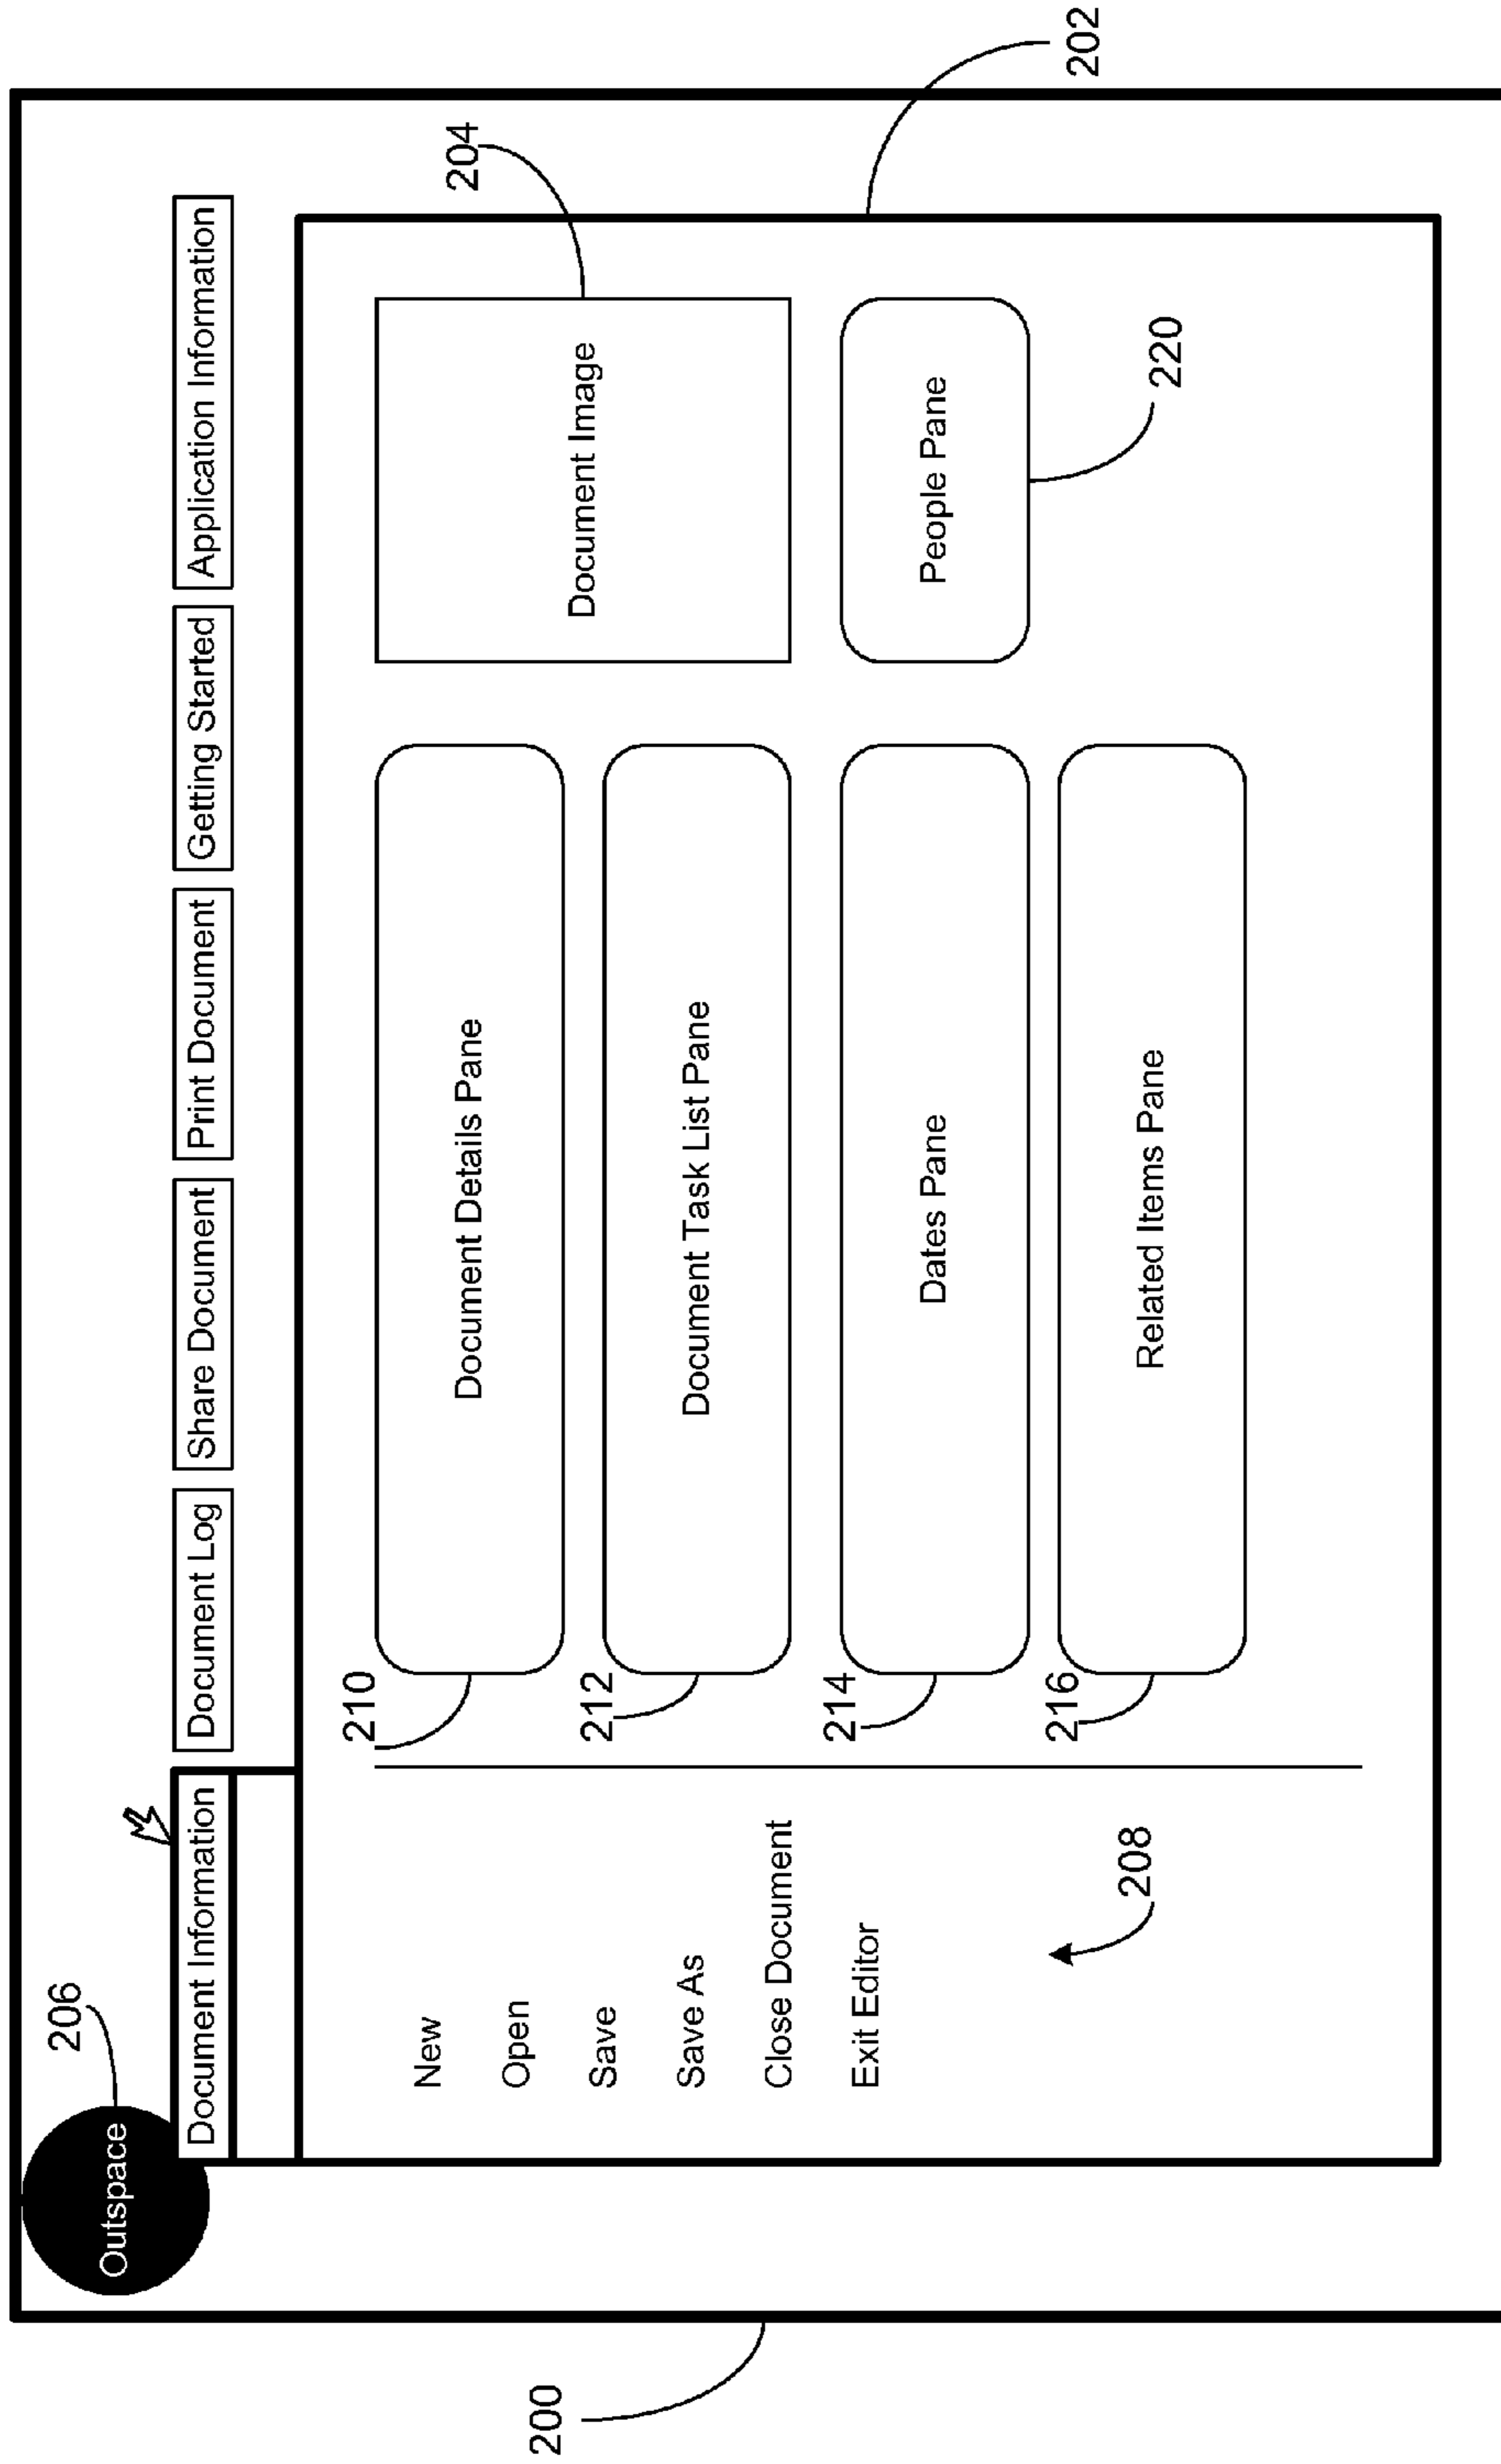 206
Outspace
Document Information
Document Log
Share Document
Print Document
Getting Started
Application Information
204
210
New
Document Details Pane
Open
Document Image
200
212
Save
Save As
Document Task List Pane
Close Document
214
Exit Editor
Dates Pane
People Pane
216
202
208
Related Items Pane
220